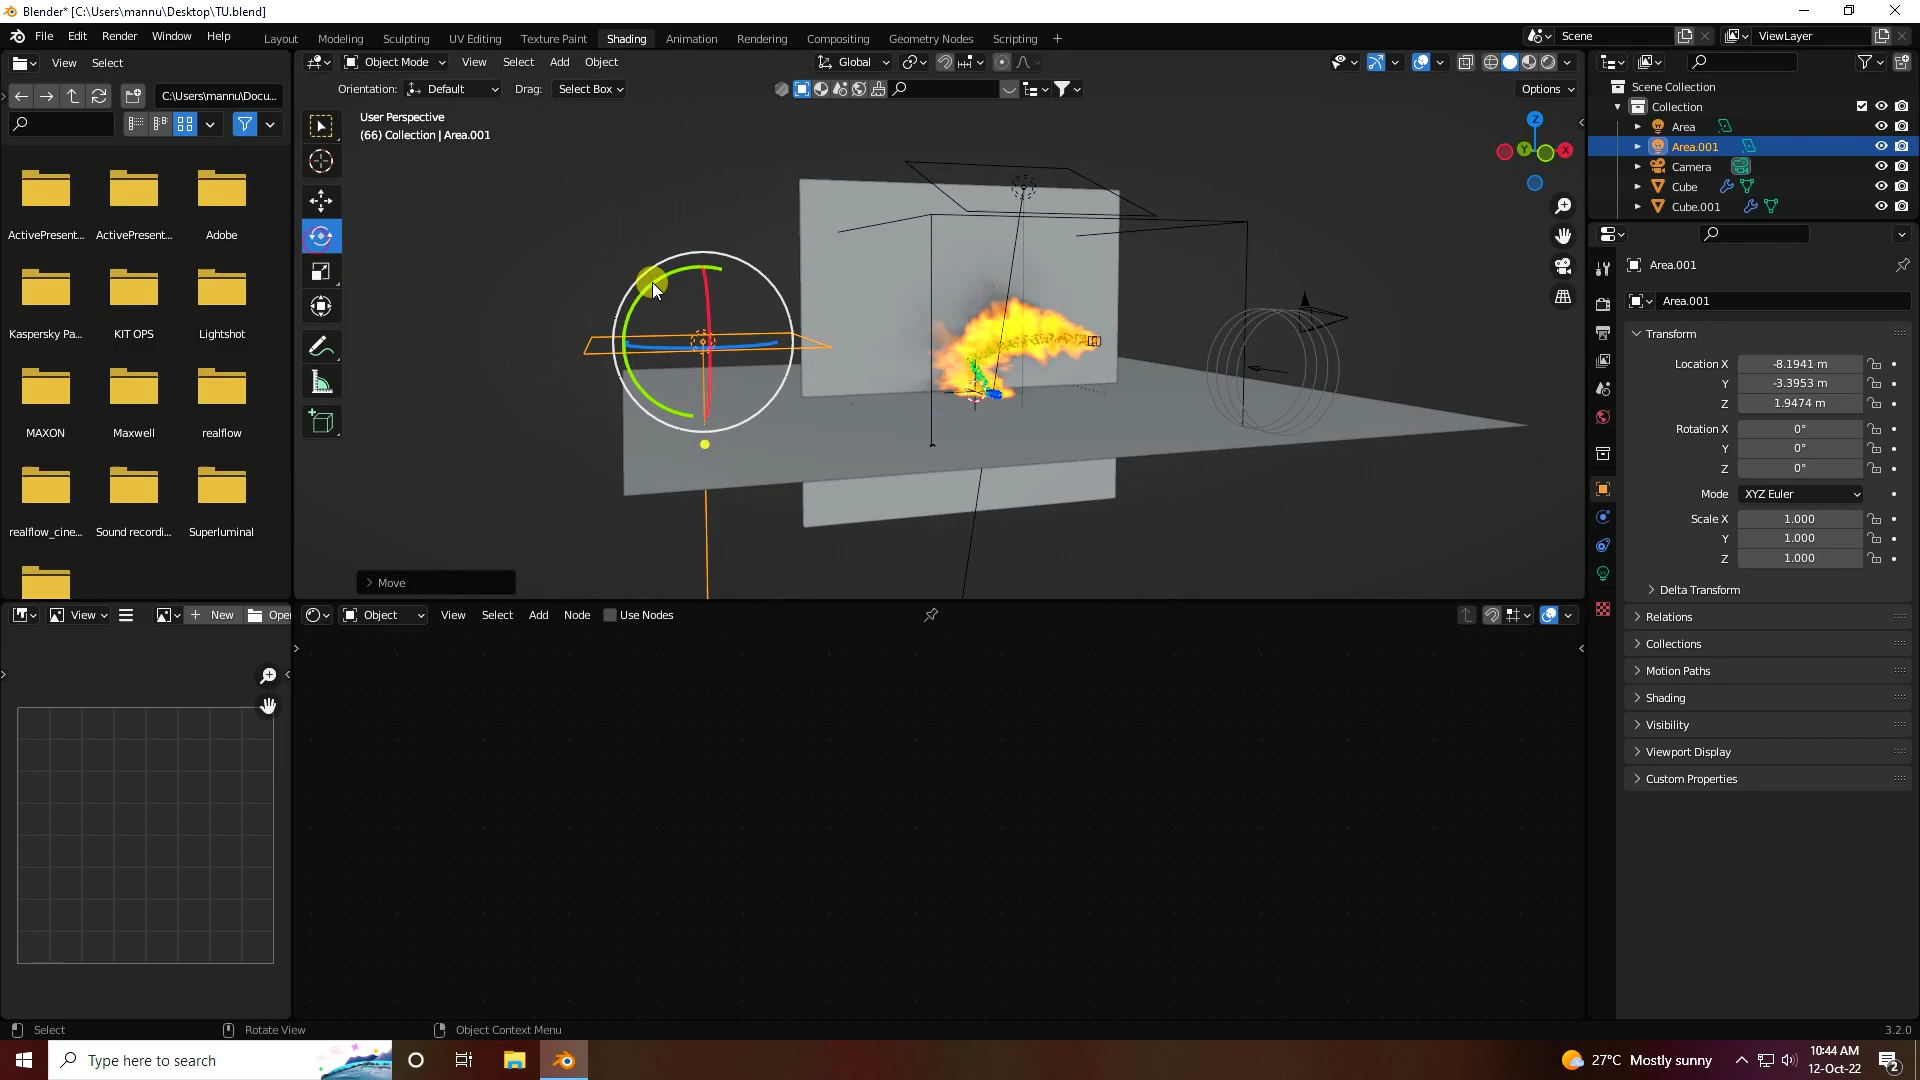 Blender* [C:\Users\mannu\Desktop\TU.blend]
File Edit Render Window Help
Layout Modeling Sculpting UV Editing Texture Paint Shading Animation Rendering Compositing Geometry Nodes Scripting +
Scene
ViewLayer
View Select
C:\Users\mannu\Docu...
ActivePresent... ActivePresent... Adobe
Kaspersky Pa... KIT OPS Lightshot
MAXON Maxwell realflow
realflow_cine... Sound recordi... Superluminal
Object Mode View Select Add Object
Global
Orientation: Default Drag: Select Box
Options
User Perspective
(66) Collection | Area.001
Z
Y
X
Move
View
New
Oper
Object View Select Add Node Use Nodes
Scene Collection
Collection
Area
Area.001
Camera
Cube
Cube.001
Area.001
Area.001
Transform
Location X -8.1941 m
Y -3.3953 m
Z 1.9474 m
Rotation X 0°
Y 0°
Z 0°
Mode XYZ Euler
Scale X 1.000
Y 1.000
Z 1.000
Delta Transform
Relations
Collections
Motion Paths
Shading
Visibility
Viewport Display
Custom Properties
Select Rotate View Object Context Menu
3.2.0
Type here to search
27°C Mostly sunny
10:44 AM
12-Oct-22
2